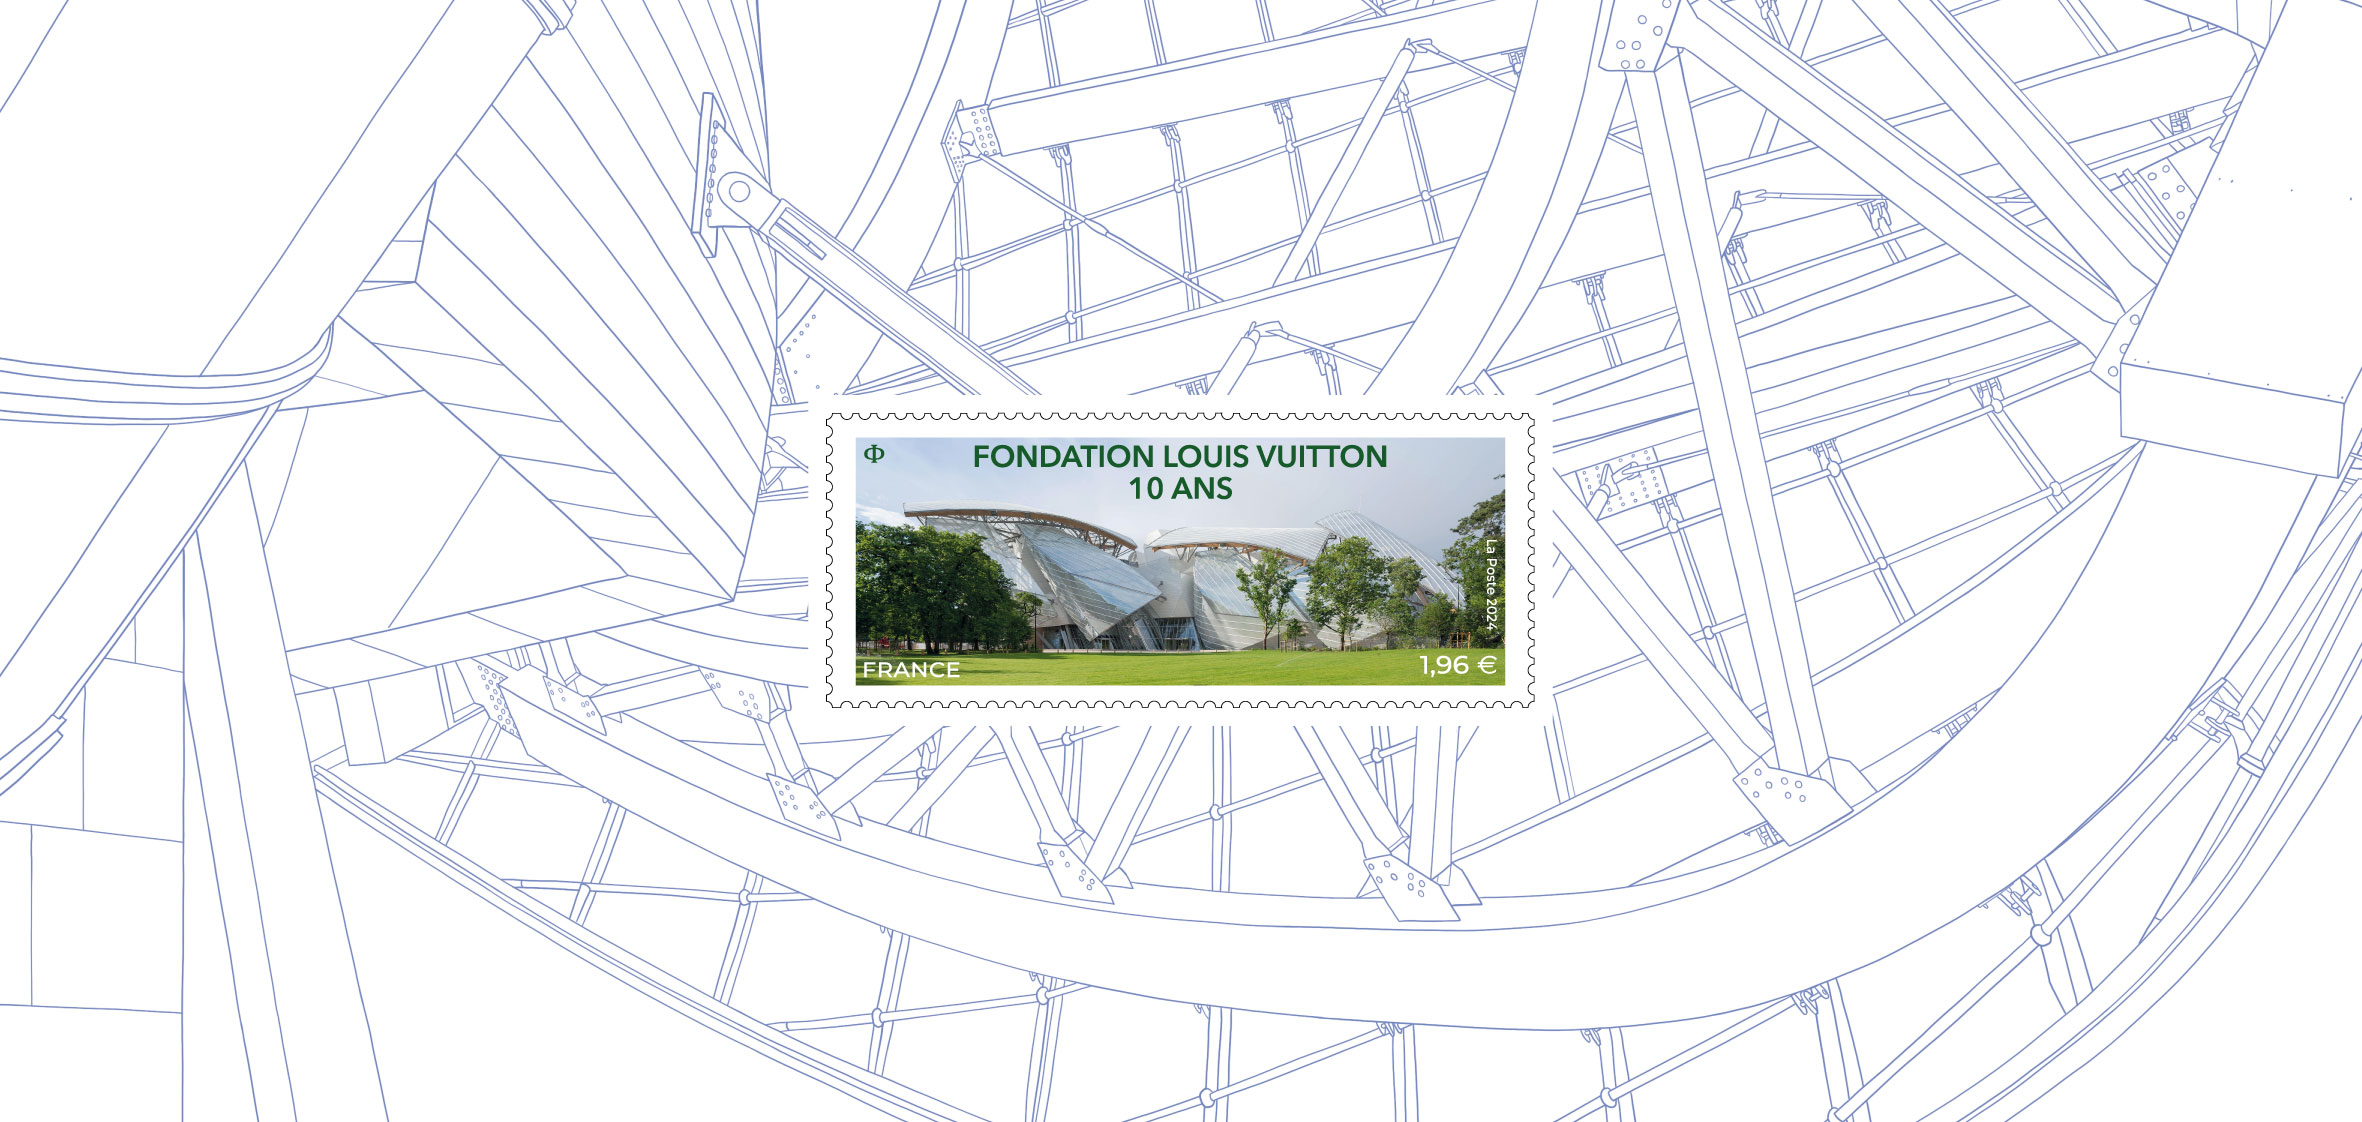 Φ
FONDATION LOUIS VUITTON
10 ANS
La Poste 2024
FRANCE
1,96 €